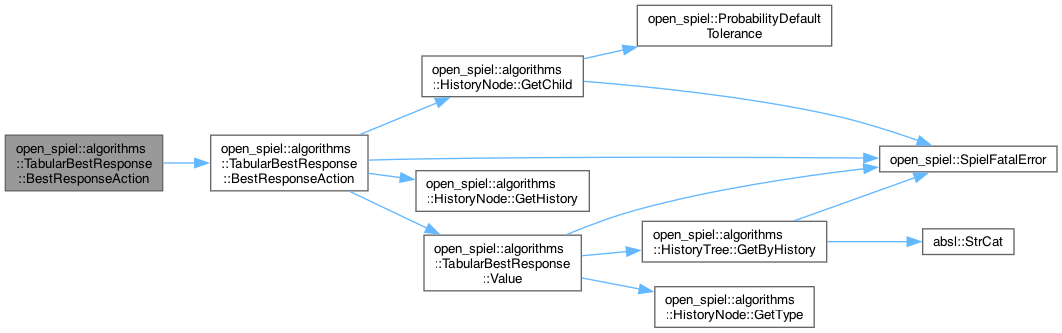 open_spiel::algorithms
::TabularBestResponse
::BestResponseAction
open_spiel::algorithms
::TabularBestResponse
::BestResponseAction
open_spiel::algorithms
::HistoryNode::GetChild
open_spiel::ProbabilityDefault
Tolerance
open_spiel::SpielFatalError
open_spiel::algorithms
::HistoryNode::GetHistory
open_spiel::algorithms
::TabularBestResponse
::Value
open_spiel::algorithms
::HistoryTree::GetByHistory
absl::StrCat
open_spiel::algorithms
::HistoryNode::GetType